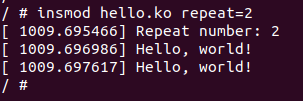 / # insmod hello.ko repeat=2
[ 1009.695466] Repeat number: 2
[ 1009.696986] Hello, world!
[ 1009.697617] Hello, world!
/ #